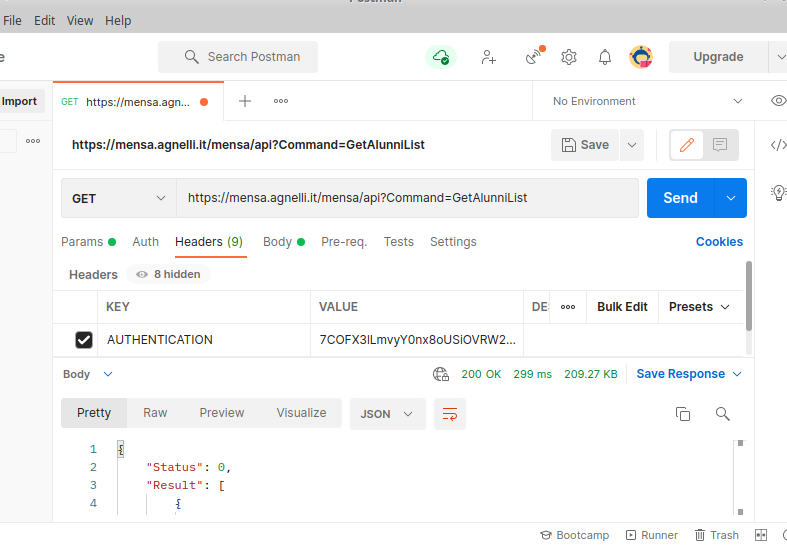 Postman
File Edit View Help
e
Search Postman
Upgrade
Import
GET https://mensa.agn...
No Environment
https://mensa.agnelli.it/mensa/api?Command=GetAlunniList
Save
GET
https://mensa.agnelli.it/mensa/api?Command=GetAlunniList
Send
Params Auth Headers (9) Body Pre-req. Tests Settings
Cookies
Headers 8 hidden
KEY VALUE DE Bulk Edit Presets
AUTHENTICATION 7COFX3lLmvyY0nx8oUSiOVRW2...
Body 200 OK 299 ms 209.27 KB Save Response
Pretty Raw Preview Visualize JSON
1 {
2 "Status": 0,
3 "Result": [
4 {
Bootcamp Runner Trash